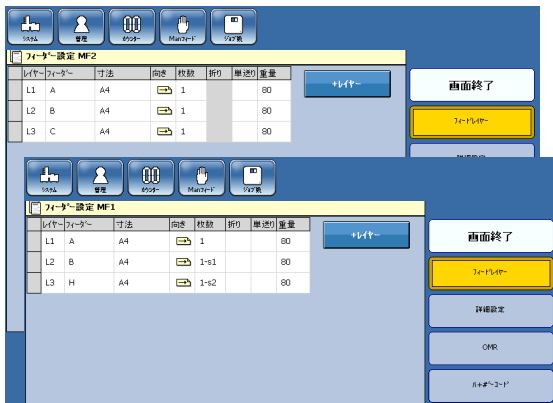 システム 管理 カウンター Manフィード ジョブ後
フィーダー設定 MF2
レイヤー フィーダー 寸法 向き 枚数 折り 単送り 重量
L1 A A4 1 80
L2 B A4 1 80
L3 C A4 1 80
+レイヤー
画面終了
フィードレイヤー
詳細設定
システム 管理 カウンター Manフィード ジョブ後
フィーダー設定 MF1
レイヤー フィーダー 寸法 向き 枚数 折り 単送り 重量
L1 A A4 1 80
L2 B A4 1-s1 80
L3 H A4 1-s2 80
+レイヤー
画面終了
フィードレイヤー
詳細設定
OMR